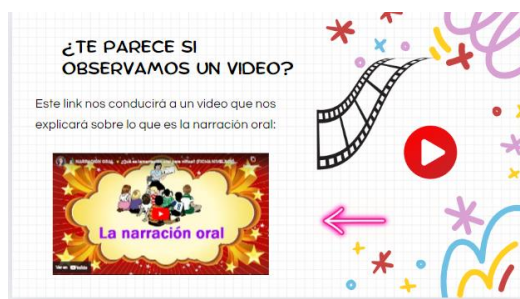 ¿TE PARECE SI
OBSERVAMOS UN VIDEO?
Este link nos conducirá a un video que nos
explicará sobre lo que es la narración oral:
La narración oral